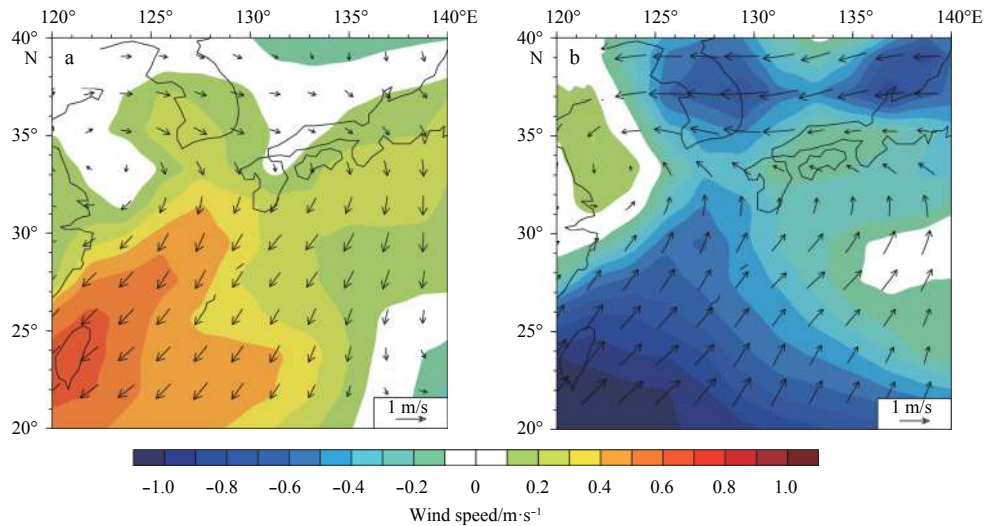 120° 125° 130° 135° 140°E 120° 125° 130° 135° 140°E
40° 40°
N a N b
35° 35°
30° 30°
25° 25°
1 m/s 1 m/s
20° 20°
−1.0 −0.8 −0.6 −0.4 −0.2 0 0.2 0.4 0.6 0.8 1.0
Wind speed/m·s⁻¹